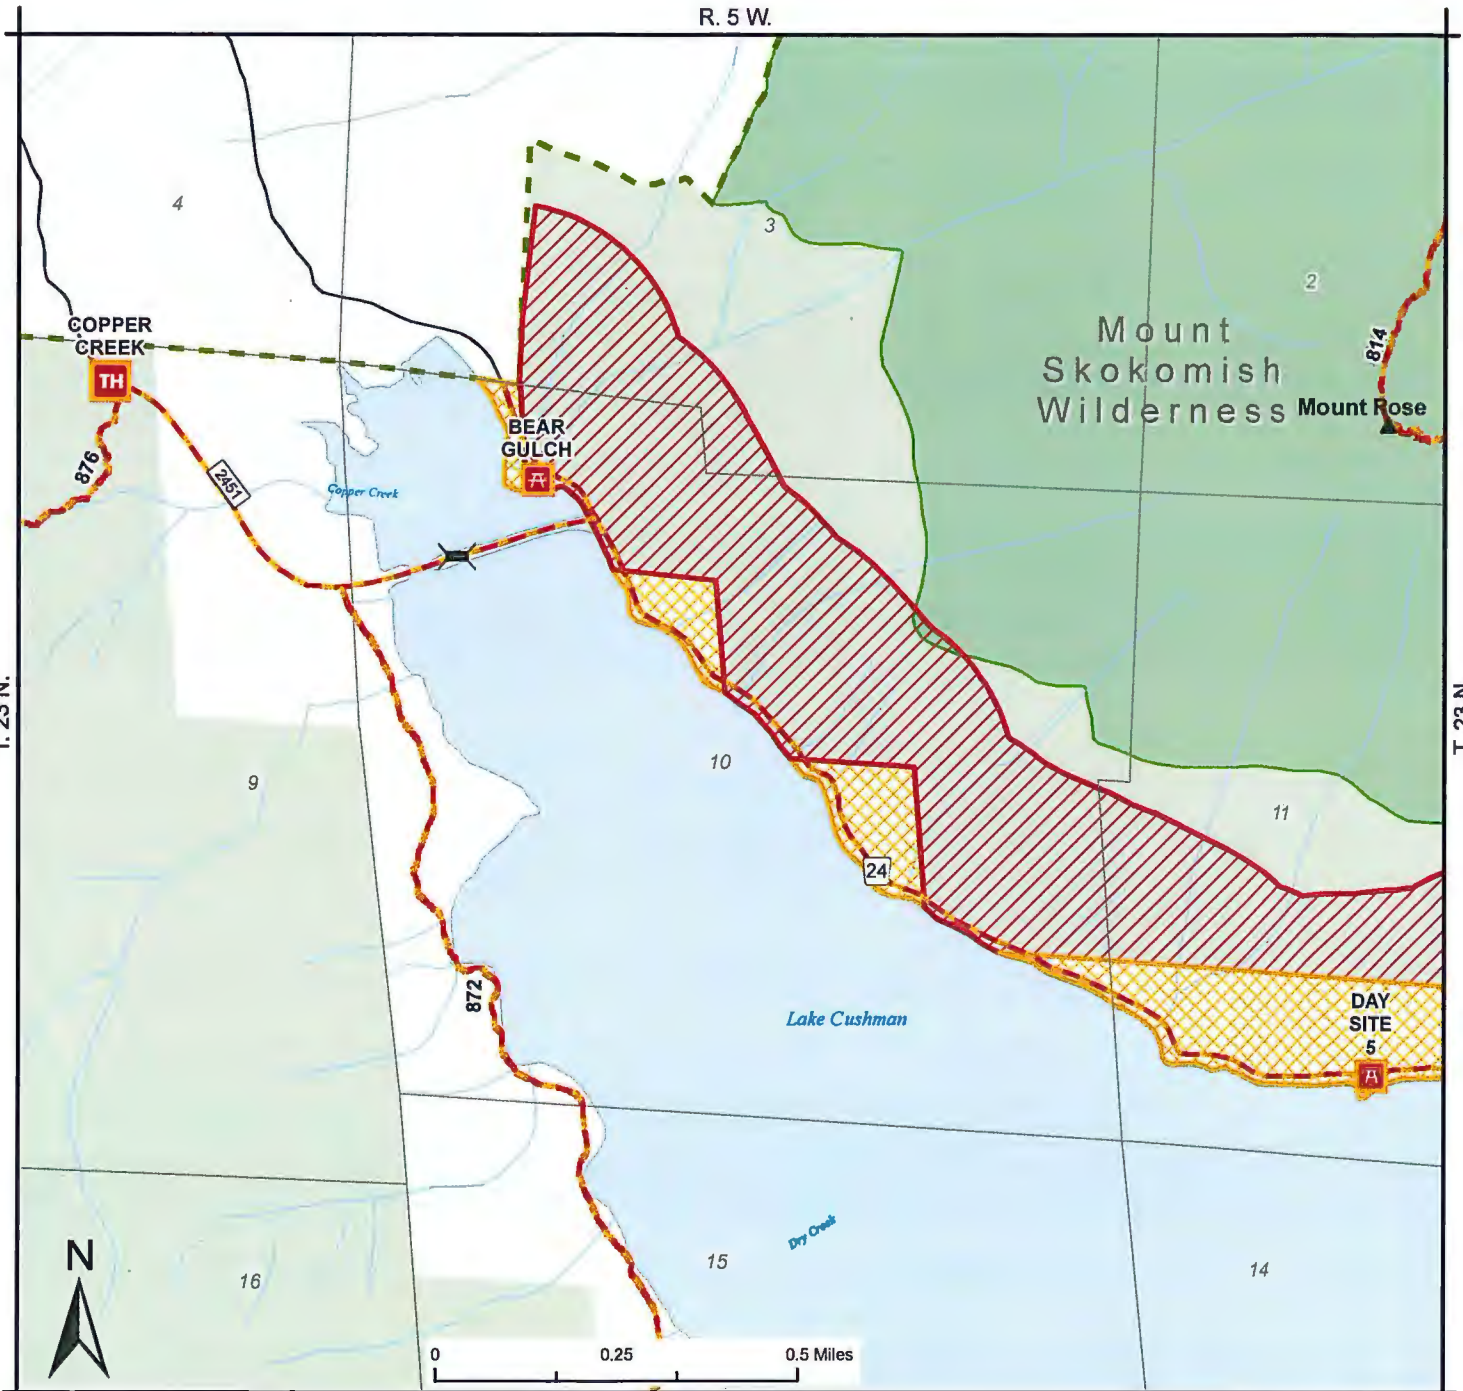 R. 5 W.
4
3
2
COPPER
CREEK
TH
Mount
Skokomish
Wilderness
814
Mount Rose
BEAR
GULCH
876
2451
Copper Creek
T. 23 N.
T. 23 N.
9
10
11
24
872
DAY
SITE
5
Lake Cushman
Dry Creek
16
15
14
N
0 0.25 0.5 Miles